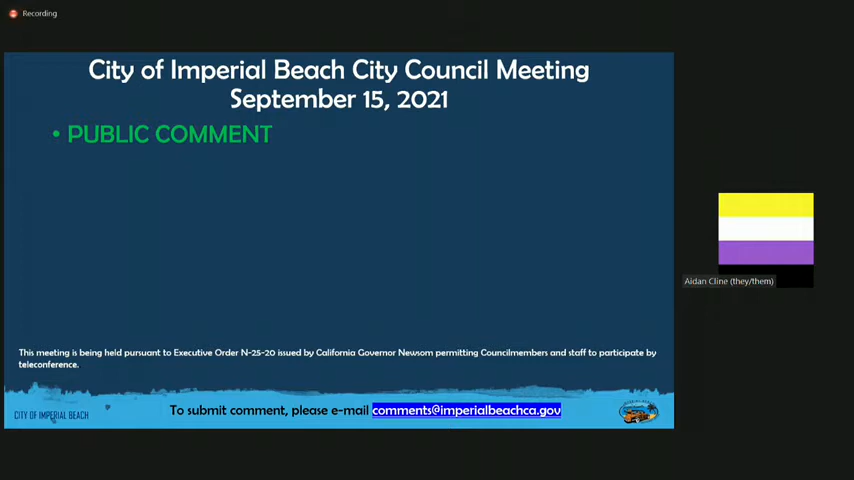 Recording
City of Imperial Beach City Council Meeting
September 15, 2021
• PUBLIC COMMENT
Aidan Cline (they/them)
This meeting is being held pursuant to Executive Order N-25-20 issued by California Governor Newsom permitting Councilmembers and staff to participate by
teleconference.
To submit comment, please e-mail comments@imperialbeachca.gov
CITY OF IMPERIAL BEACH